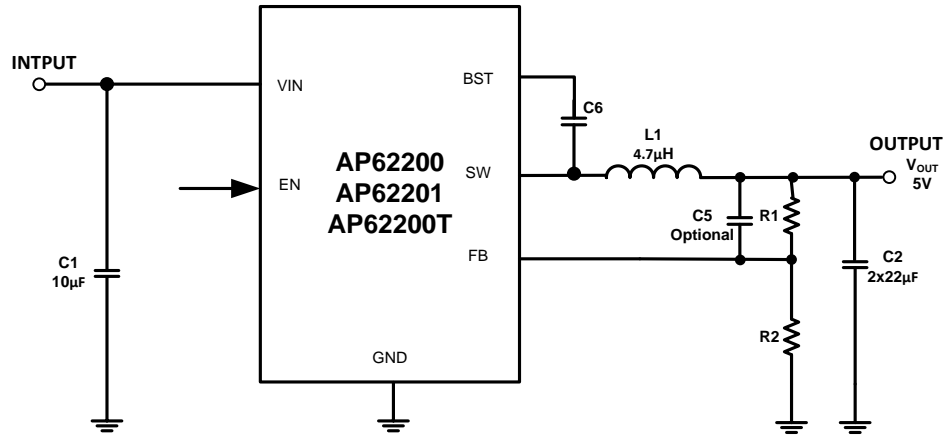 INTPUT
VIN
BST
C6
L1
4.7μH
OUTPUT
VOUT
5V
AP62200
AP62201
AP62200T
EN
SW
C5
Optional
R1
FB
C1
10μF
C2
2x22μF
R2
GND